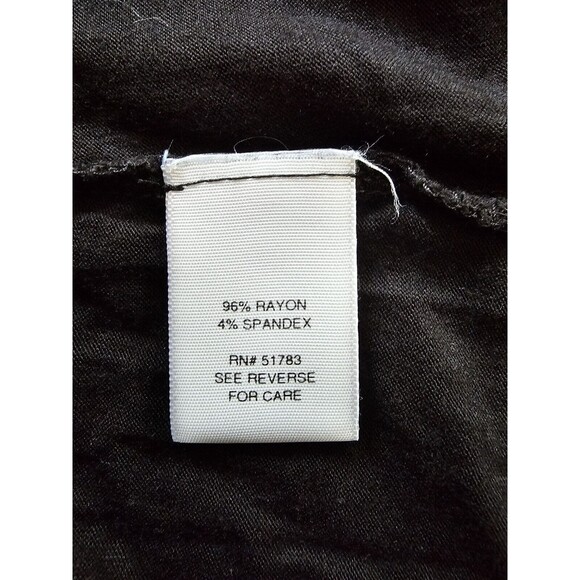 96% RAYON
4% SPANDEX
RN# 51783
SEE REVERSE
FOR CARE